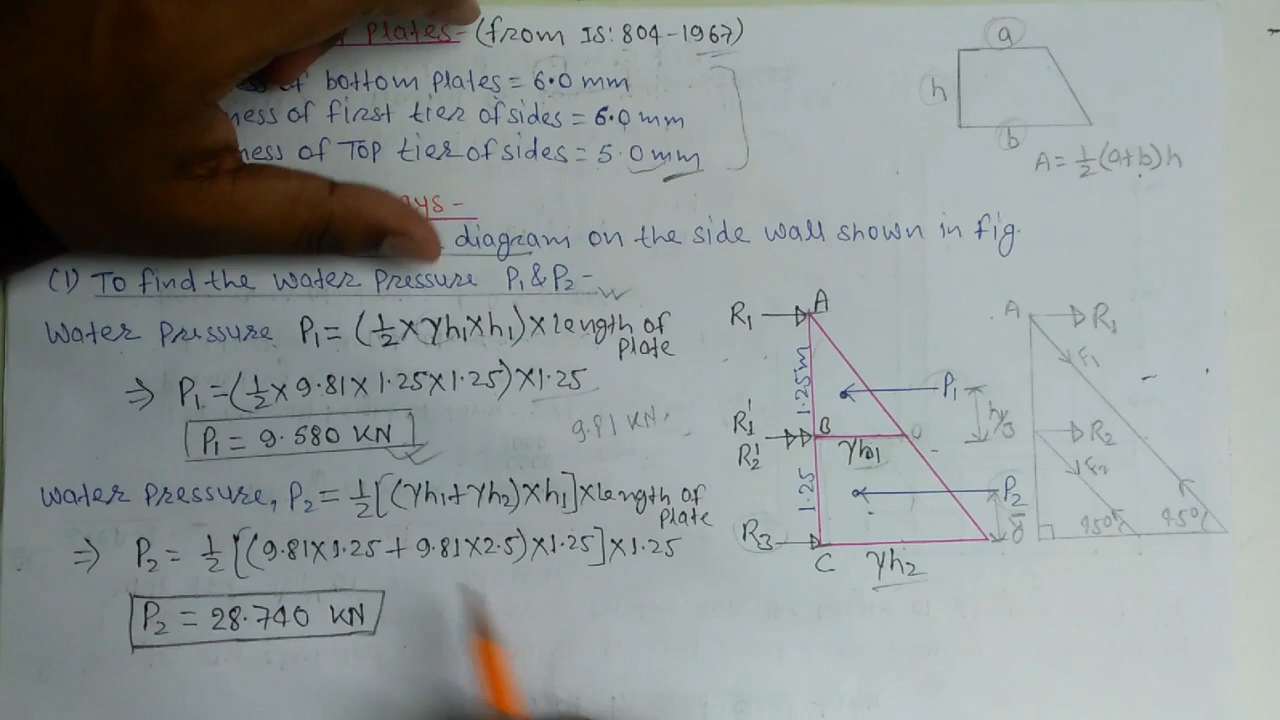 Plates- (from IS: 804-1967)
of bottom plates = 6.0 mm
ness of first tier of sides = 6.0 mm
ness of TOP tier of sides = 5.0 mm
ays-
diagram on the side wall shown in fig.
(1) To find the water pressure P₁ & P₂ -
Water pressure P₁ = (½ × γh₁ × h₁) × length of plate
⇒ P₁ = (½ × 9.81 × 1.25 × 1.25) × 1.25
P₁ = 9.580 KN
9.81 KN
Water pressure, P₂ = ½[(γh₁ + γh₂) × h₁] × length of plate
⇒ P₂ = ½[(9.81×1.25 + 9.81×2.5) × 1.25] × 1.25
P₂ = 28.740 KN
a
h
b
A = ½(a+b)h
R₁ A
1.25m
P₁
h/3
R₁' B
R₂'
γh₁
1.25
P₂
ȳ
R₃
C γh₂
A R₁
F₁
R₂
F₂
45° 45°